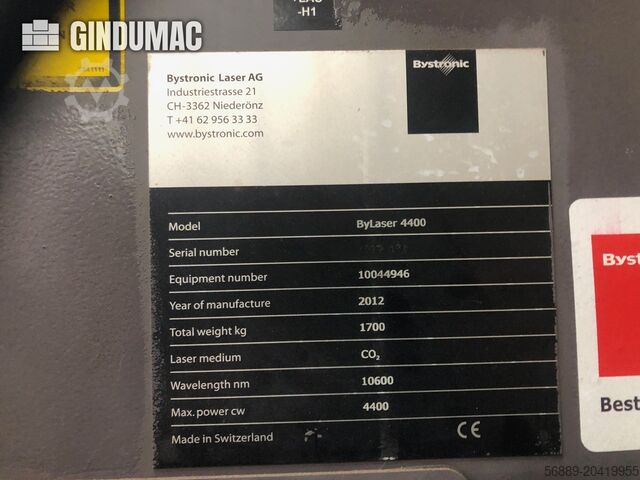 -H1
GINDUMAC
Bystronic Laser AG
Industriestrasse 21
CH-3362 Niederönz
T +41 62 956 33 33
www.bystronic.com
Bystronic
Model ByLaser 4400
Serial number
Equipment number 10044946
Year of manufacture 2012
Total weight kg 1700
Laser medium CO₂
Wavelength nm 10600
Max. power cw 4400
Made in Switzerland CE
Bystr
Best
56889-20419955